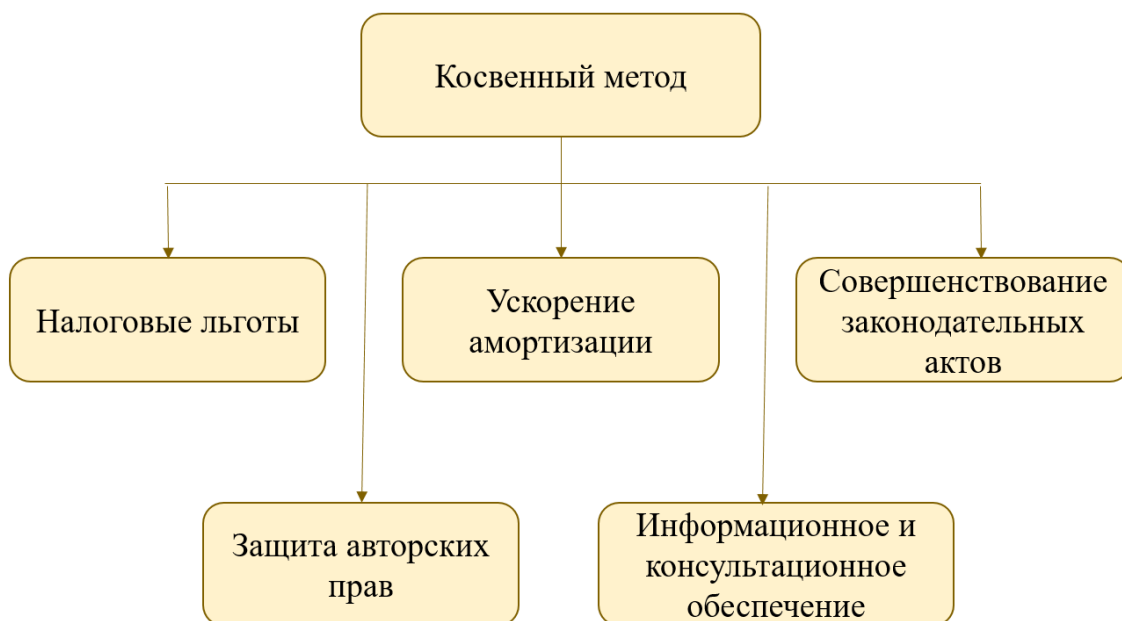 Косвенный метод
Налоговые льготы
Ускорение
амортизации
Совершенствование
законодательных
актов
Защита авторских
прав
Информационное и
консультационное
обеспечение